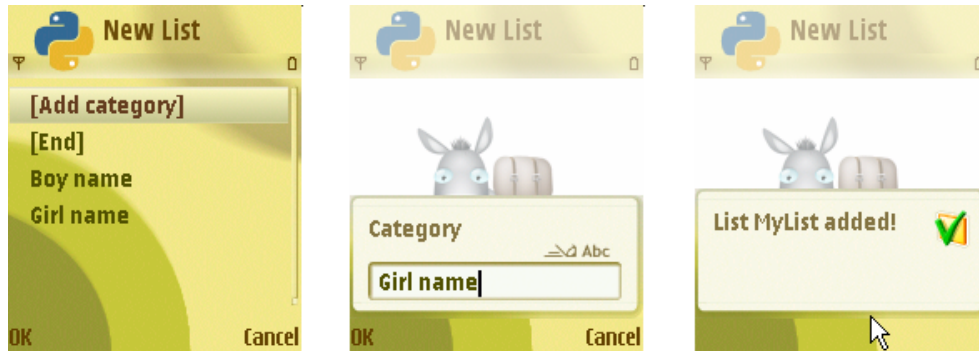 New List
[Add category]
[End]
Boy name
Girl name
OK Cancel
New List
Category
Abc
Girl name
OK Cancel
New List
List MyList added!